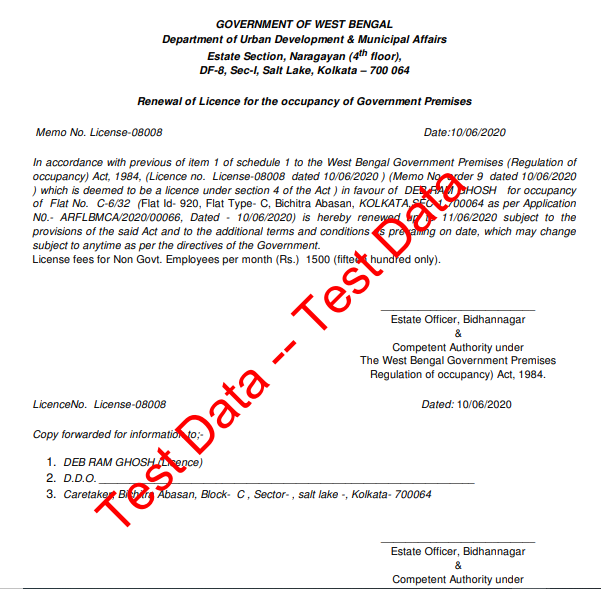 GOVERNMENT OF WEST BENGAL
Department of Urban Development & Municipal Affairs
Estate Section, Naragayan (4th floor),
DF-8, Sec-I, Salt Lake, Kolkata – 700 064
Renewal of Licence for the occupancy of Government Premises
Memo No. License-08008 Date:10/06/2020
In accordance with previous of item 1 of schedule 1 to the West Bengal Government Premises (Regulation of
occupancy) Act, 1984, (Licence no. License-08008 dated 10/06/2020 ) (Memo No order 9 dated 10/06/2020
) which is deemed to be a licence under section 4 of the Act ) in favour of DEB RAM GHOSH for occupancy
of Flat No. C-6/32 (Flat Id- 920, Flat Type- C, Bichitra Abasan, KOLKATA,SEC-1,700064 as per Application
N0.- ARFLBMCA/2020/00066, Dated - 10/06/2020) is hereby renewed up to 11/06/2020 subject to the
provisions of the said Act and to the additional terms and conditions as prevailing on date, which may change
subject to anytime as per the directives of the Government.
License fees for Non Govt. Employees per month (Rs.) 1500 (fifteen hundred only).
Estate Officer, Bidhannagar
&
Competent Authority under
The West Bengal Government Premises
Regulation of occupancy) Act, 1984.
LicenceNo. License-08008 Dated: 10/06/2020
Copy forwarded for information to;-
1. DEB RAM GHOSH (Licence)
2. D.D.O.
3. Caretaker, Bichitra Abasan, Block- C , Sector- , salt lake -, Kolkata- 700064
Estate Officer, Bidhannagar
&
Competent Authority under
Test Data -- Test Data